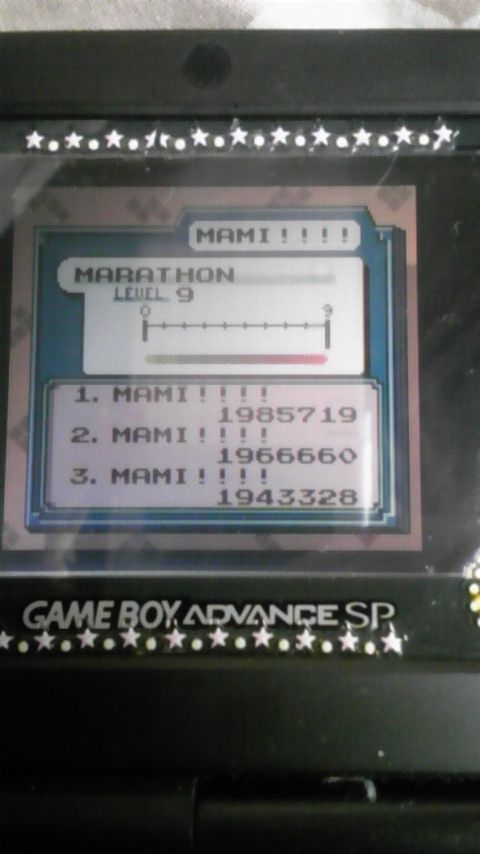 MAMI!!!!
MARATHON
LEVEL 9
0 9
1. MAMI!!!!
1985719
2. MAMI!!!!
1966660
3. MAMI!!!!
1943328
GAME BOY ADVANCE SP